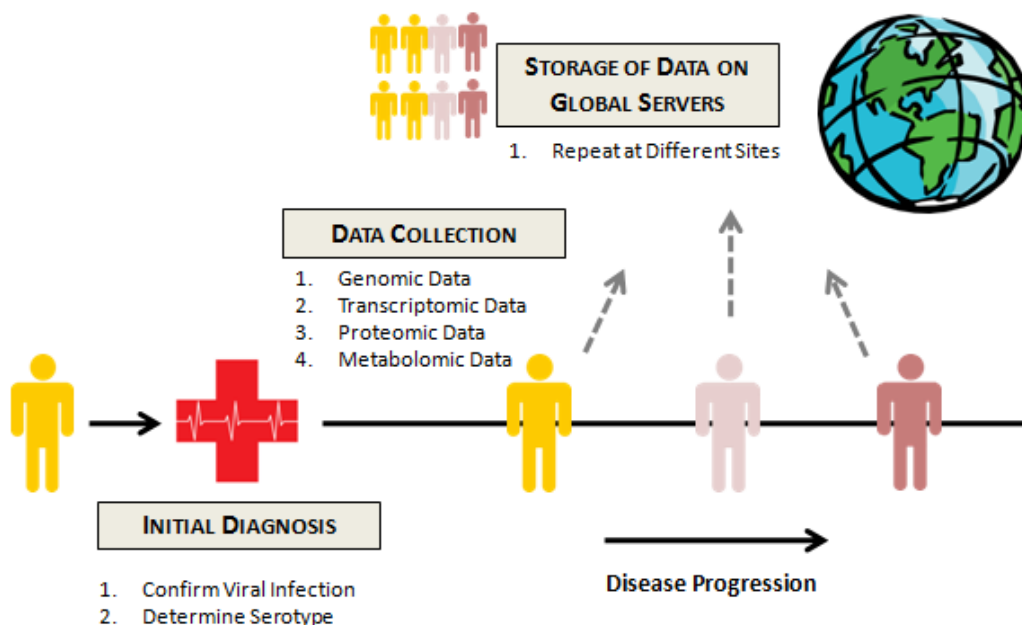 STORAGE OF DATA ON
GLOBAL SERVERS
1. Repeat at Different Sites
DATA COLLECTION
1. Genomic Data
2. Transcriptomic Data
3. Proteomic Data
4. Metabolomic Data
INITIAL DIAGNOSIS
1. Confirm Viral Infection
2. Determine Serotype
Disease Progression